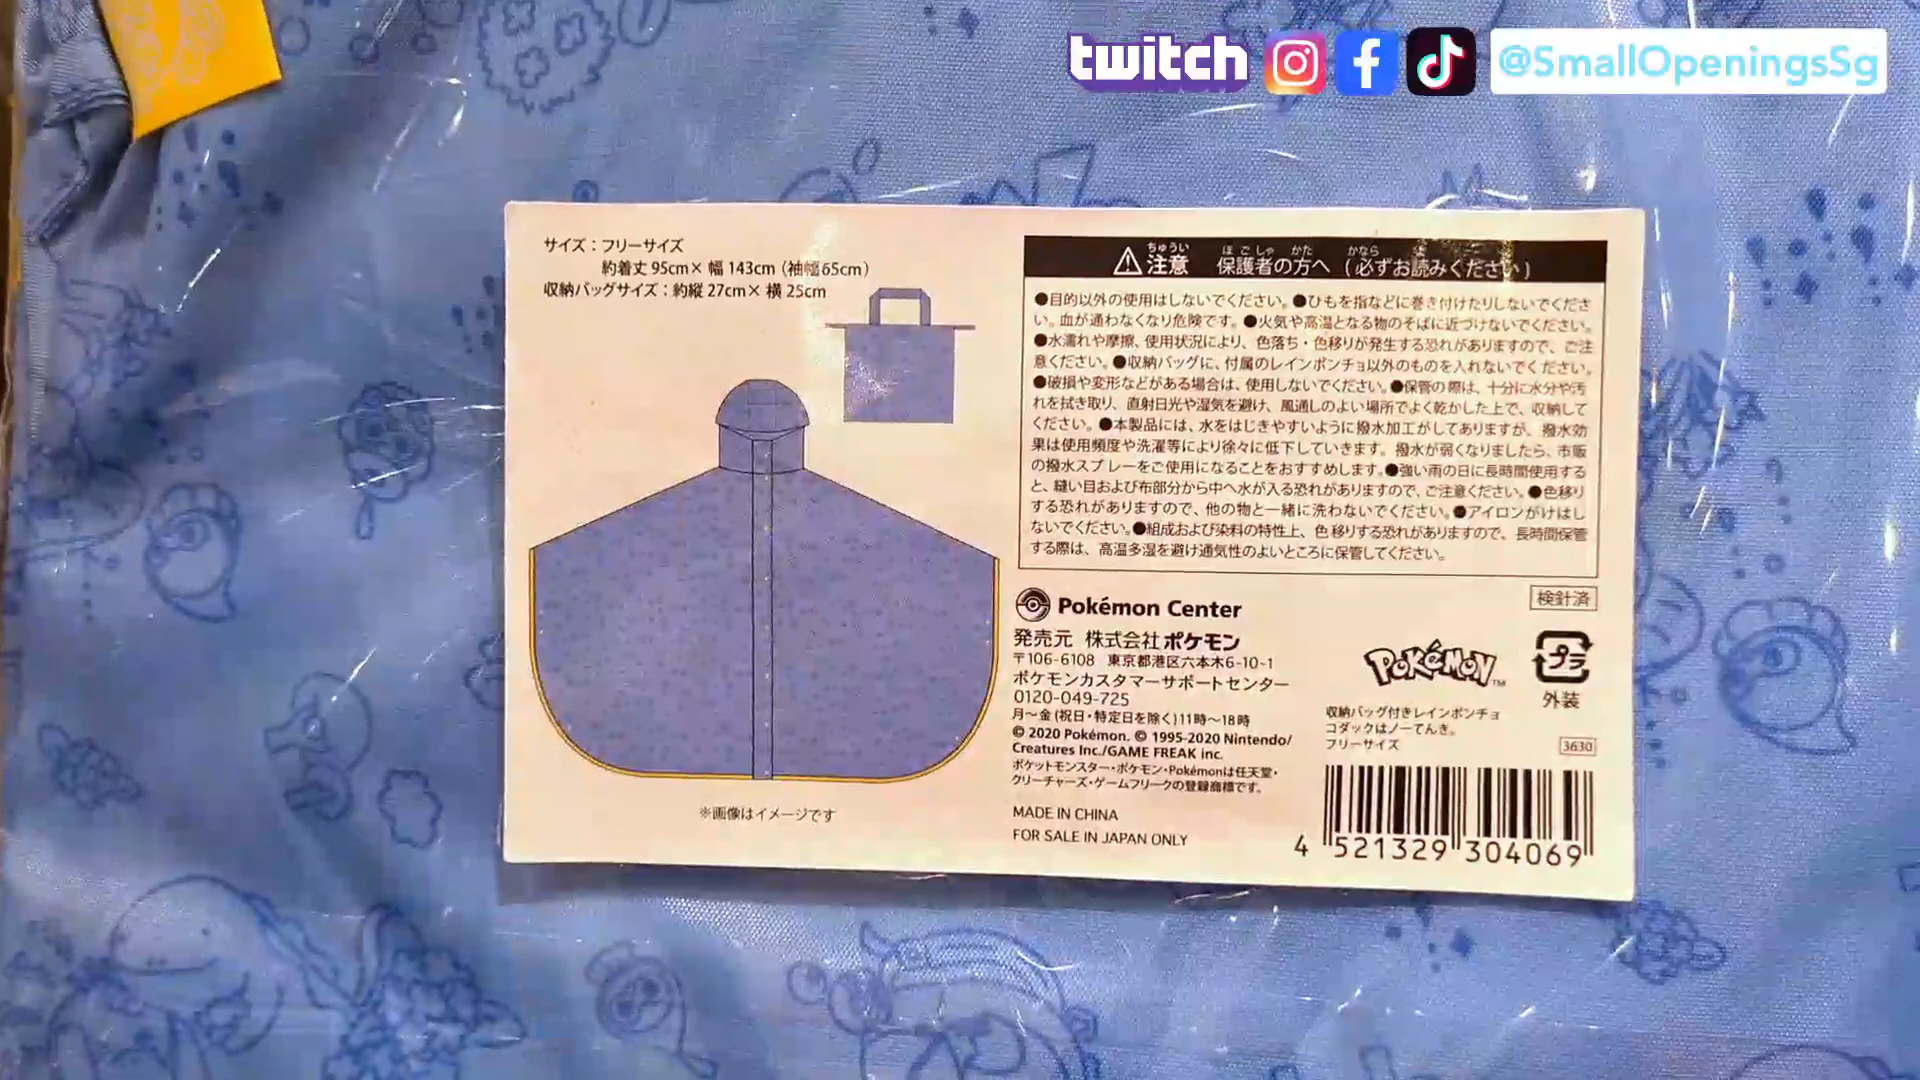 twitch
@SmallOpeningsSg
サイズ：フリーサイズ
約着丈 95cm× 幅 143cm（袖幅65cm）
収納バッグサイズ：約縦 27cm× 横 25cm
※画像はイメージです
⚠注意 保護者の方へ （必ずお読みください）
ちゅうい ほごしゃ かた かなら よ
●目的以外の使用はしないでください。●ひもを指などに巻き付けたりしないでくださ
い。血が通わなくなり危険です。●火気や高温となる物のそばに近づけないでください。
●水濡れや摩擦、使用状況により、色落ち・色移りが発生する恐れがありますので、ご注
意ください。●収納バッグに、付属のレインポンチョ以外のものを入れないでください。
●破損や変形などがある場合は、使用しないでください。●保管の際は、十分に水分や汚
れを拭き取り、直射日光や湿気を避け、風通しのよい場所でよく乾かした上で、収納して
ください。●本製品には、水をはじきやすいように撥水加工がしてありますが、撥水効
果は使用頻度や洗濯等により徐々に低下していきます。撥水が弱くなりましたら、市販
の撥水スプレーをご使用になることをおすすめします。●強い雨の日に長時間使用する
と、縫い目および布部分から中へ水が入る恐れがありますので、ご注意ください。●色移り
する恐れがありますので、他の物と一緒に洗わないでください。●アイロンがけはし
ないでください。●組成および染料の特性上、色移りする恐れがありますので、長時間保管
する際は、高温多湿を避け通気性のよいところに保管してください。
Pokémon Center
発売元 株式会社ポケモン
〒106-6108 東京都港区六本木6-10-1
ポケモンカスタマーサポートセンター
0120-049-725
月～金(祝日・特定日を除く)11時～18時
© 2020 Pokémon. © 1995-2020 Nintendo/
Creatures Inc./GAME FREAK inc.
ポケットモンスター・ポケモン・Pokémonは任天堂・
クリーチャーズ・ゲームフリークの登録商標です。
MADE IN CHINA
FOR SALE IN JAPAN ONLY
検針済
POKéMON™
プラ
外装
収納バッグ付きレインポンチョ
コダックはノーてんき。
フリーサイズ
3630
4 521329 304069